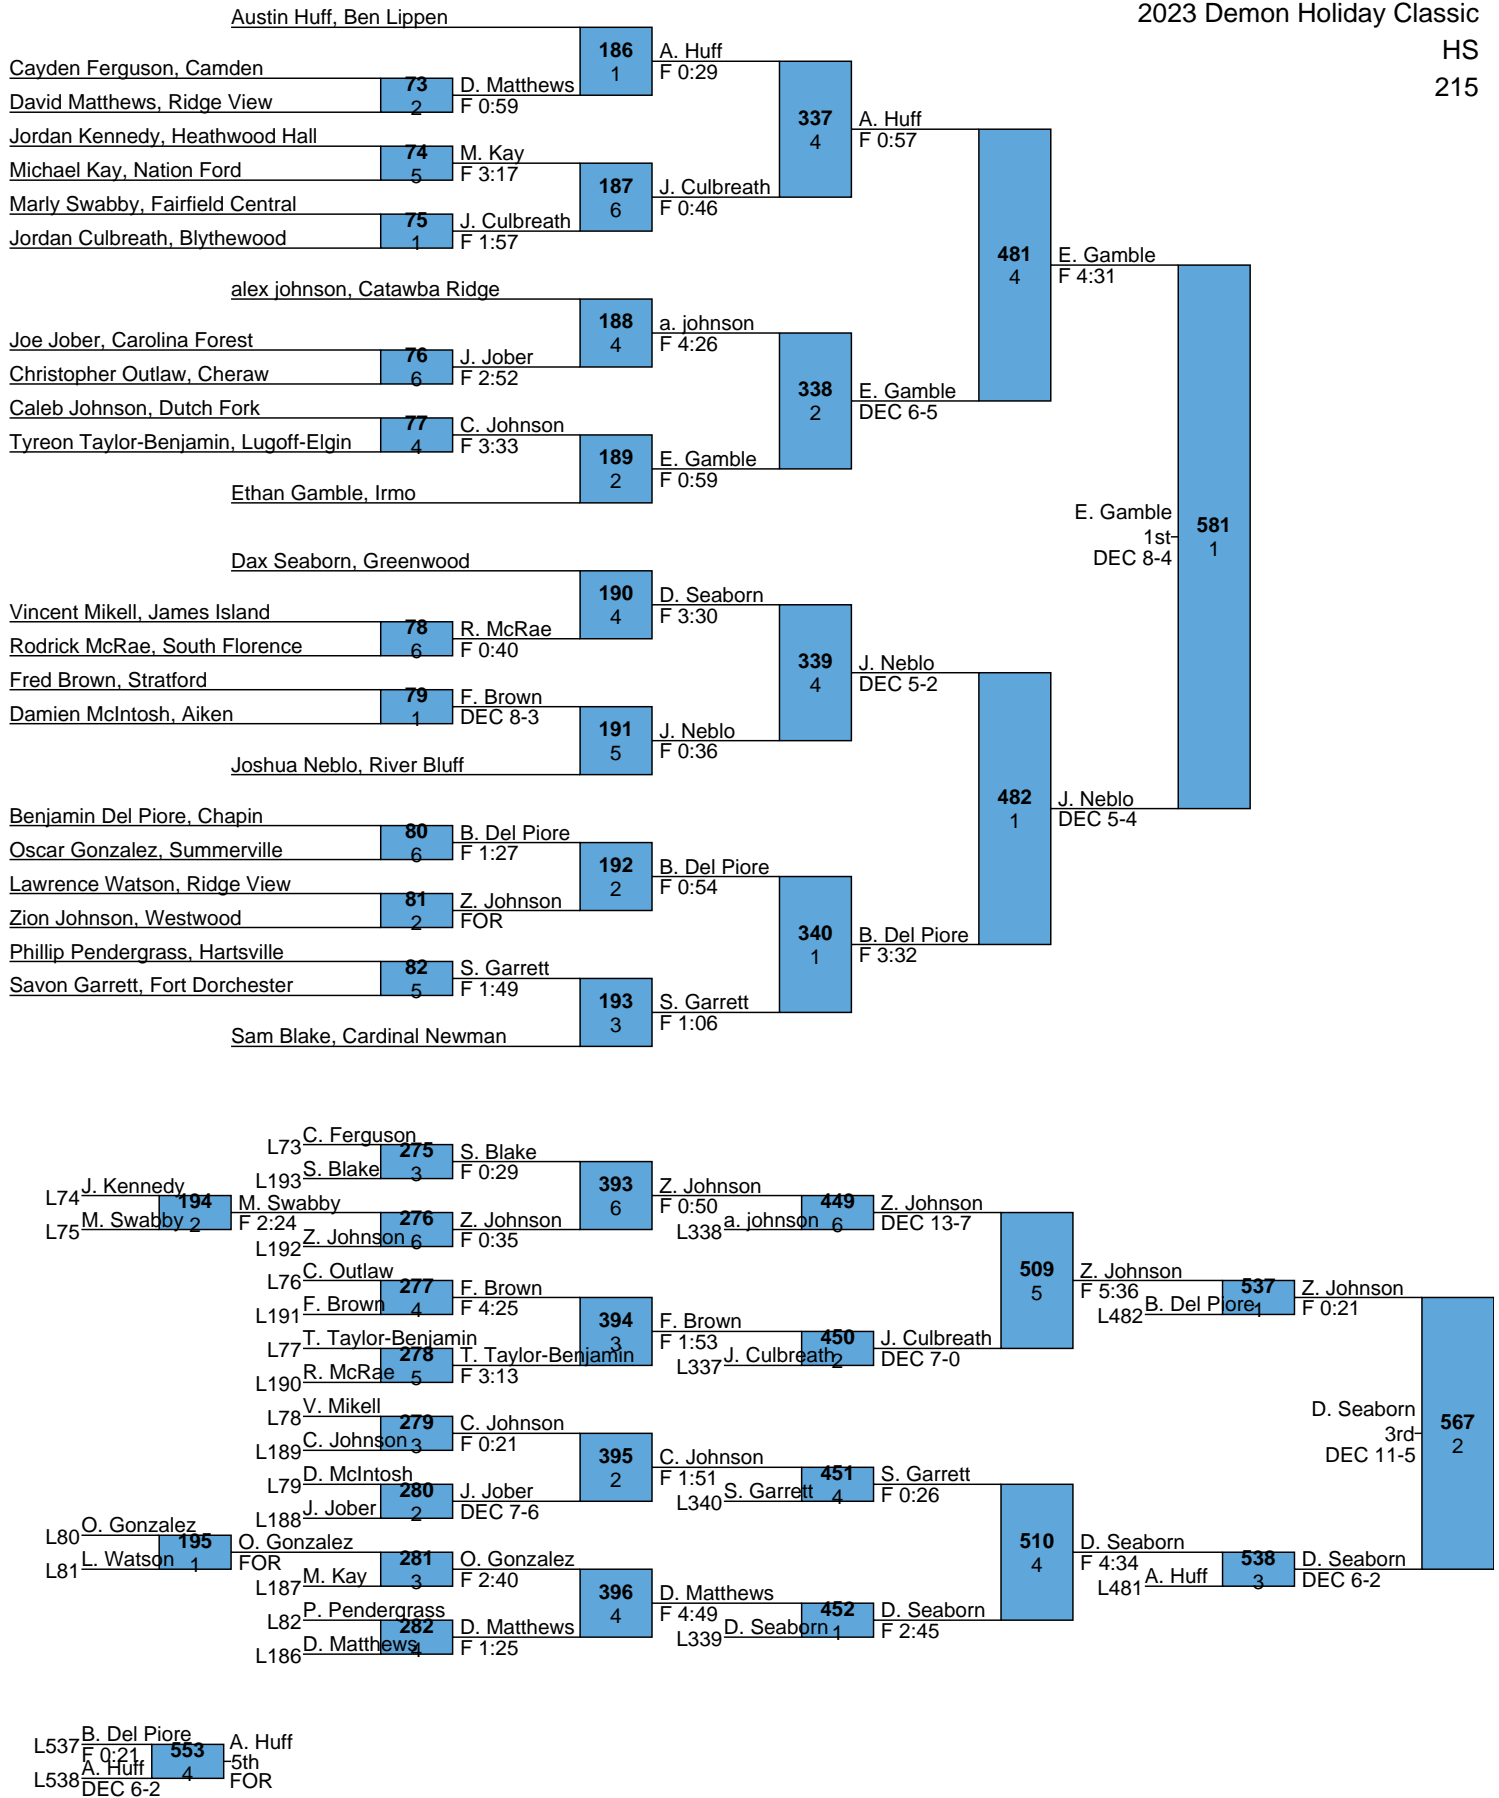 2023 Demon Holiday Classic
HS
215
Austin Huff, Ben Lippen
Cayden Ferguson, Camden
David Matthews, Ridge View
Jordan Kennedy, Heathwood Hall
Michael Kay, Nation Ford
Marly Swabby, Fairfield Central
Jordan Culbreath, Blythewood
alex johnson, Catawba Ridge
Joe Jober, Carolina Forest
Christopher Outlaw, Cheraw
Caleb Johnson, Dutch Fork
Tyreon Taylor-Benjamin, Lugoff-Elgin
Ethan Gamble, Irmo
Dax Seaborn, Greenwood
Vincent Mikell, James Island
Rodrick McRae, South Florence
Fred Brown, Stratford
Damien McIntosh, Aiken
Joshua Neblo, River Bluff
Benjamin Del Piore, Chapin
Oscar Gonzalez, Summerville
Lawrence Watson, Ridge View
Zion Johnson, Westwood
Phillip Pendergrass, Hartsville
Savon Garrett, Fort Dorchester
Sam Blake, Cardinal Newman
73
2
D. Matthews
F 0:59
74
5
M. Kay
F 3:17
75
1
J. Culbreath
F 1:57
76
6
J. Jober
F 2:52
77
4
C. Johnson
F 3:33
78
6
R. McRae
F 0:40
79
1
F. Brown
DEC 8-3
80
6
B. Del Piore
F 1:27
81
2
Z. Johnson
FOR
82
5
S. Garrett
F 1:49
186
1
A. Huff
F 0:29
187
6
J. Culbreath
F 0:46
188
4
a. johnson
F 4:26
189
2
E. Gamble
F 0:59
190
4
D. Seaborn
F 3:30
191
5
J. Neblo
F 0:36
192
2
B. Del Piore
F 0:54
193
3
S. Garrett
F 1:06
337
4
A. Huff
F 0:57
338
2
E. Gamble
DEC 6-5
339
4
J. Neblo
DEC 5-2
340
1
B. Del Piore
F 3:32
481
4
E. Gamble
F 4:31
482
1
J. Neblo
DEC 5-4
E. Gamble
1st
DEC 8-4
581
1
L74 J. Kennedy
L75 M. Swabby
194
2
M. Swabby
F 2:24
L80 O. Gonzalez
L81 L. Watson
195
1
O. Gonzalez
FOR
L73 C. Ferguson
L193 S. Blake
275
3
S. Blake
F 0:29
L192 Z. Johnson
276
6
Z. Johnson
F 0:35
L76 C. Outlaw
L191 F. Brown
277
4
F. Brown
F 4:25
L77 T. Taylor-Benjamin
L190 R. McRae
278
5
T. Taylor-Benjamin
F 3:13
L78 V. Mikell
L189 C. Johnson
279
3
C. Johnson
F 0:21
L79 D. McIntosh
L188 J. Jober
280
2
J. Jober
DEC 7-6
L187 M. Kay
281
3
O. Gonzalez
F 2:40
L82 P. Pendergrass
L186 D. Matthews
282
4
D. Matthews
F 1:25
393
6
Z. Johnson
F 0:50
394
3
F. Brown
F 1:53
395
2
C. Johnson
F 1:51
396
4
D. Matthews
F 4:49
L338 a. johnson
449
6
Z. Johnson
DEC 13-7
L337 J. Culbreath
450
2
J. Culbreath
DEC 7-0
L340 S. Garrett
451
4
S. Garrett
F 0:26
L339 D. Seaborn
452
1
D. Seaborn
F 2:45
509
5
Z. Johnson
F 5:36
510
4
D. Seaborn
F 4:34
L482 B. Del Piore
537
1
Z. Johnson
F 0:21
L481 A. Huff
538
3
D. Seaborn
DEC 6-2
D. Seaborn
3rd
DEC 11-5
567
2
L537 B. Del Piore
F 0:21
L538 A. Huff
DEC 6-2
553
4
A. Huff
5th
FOR